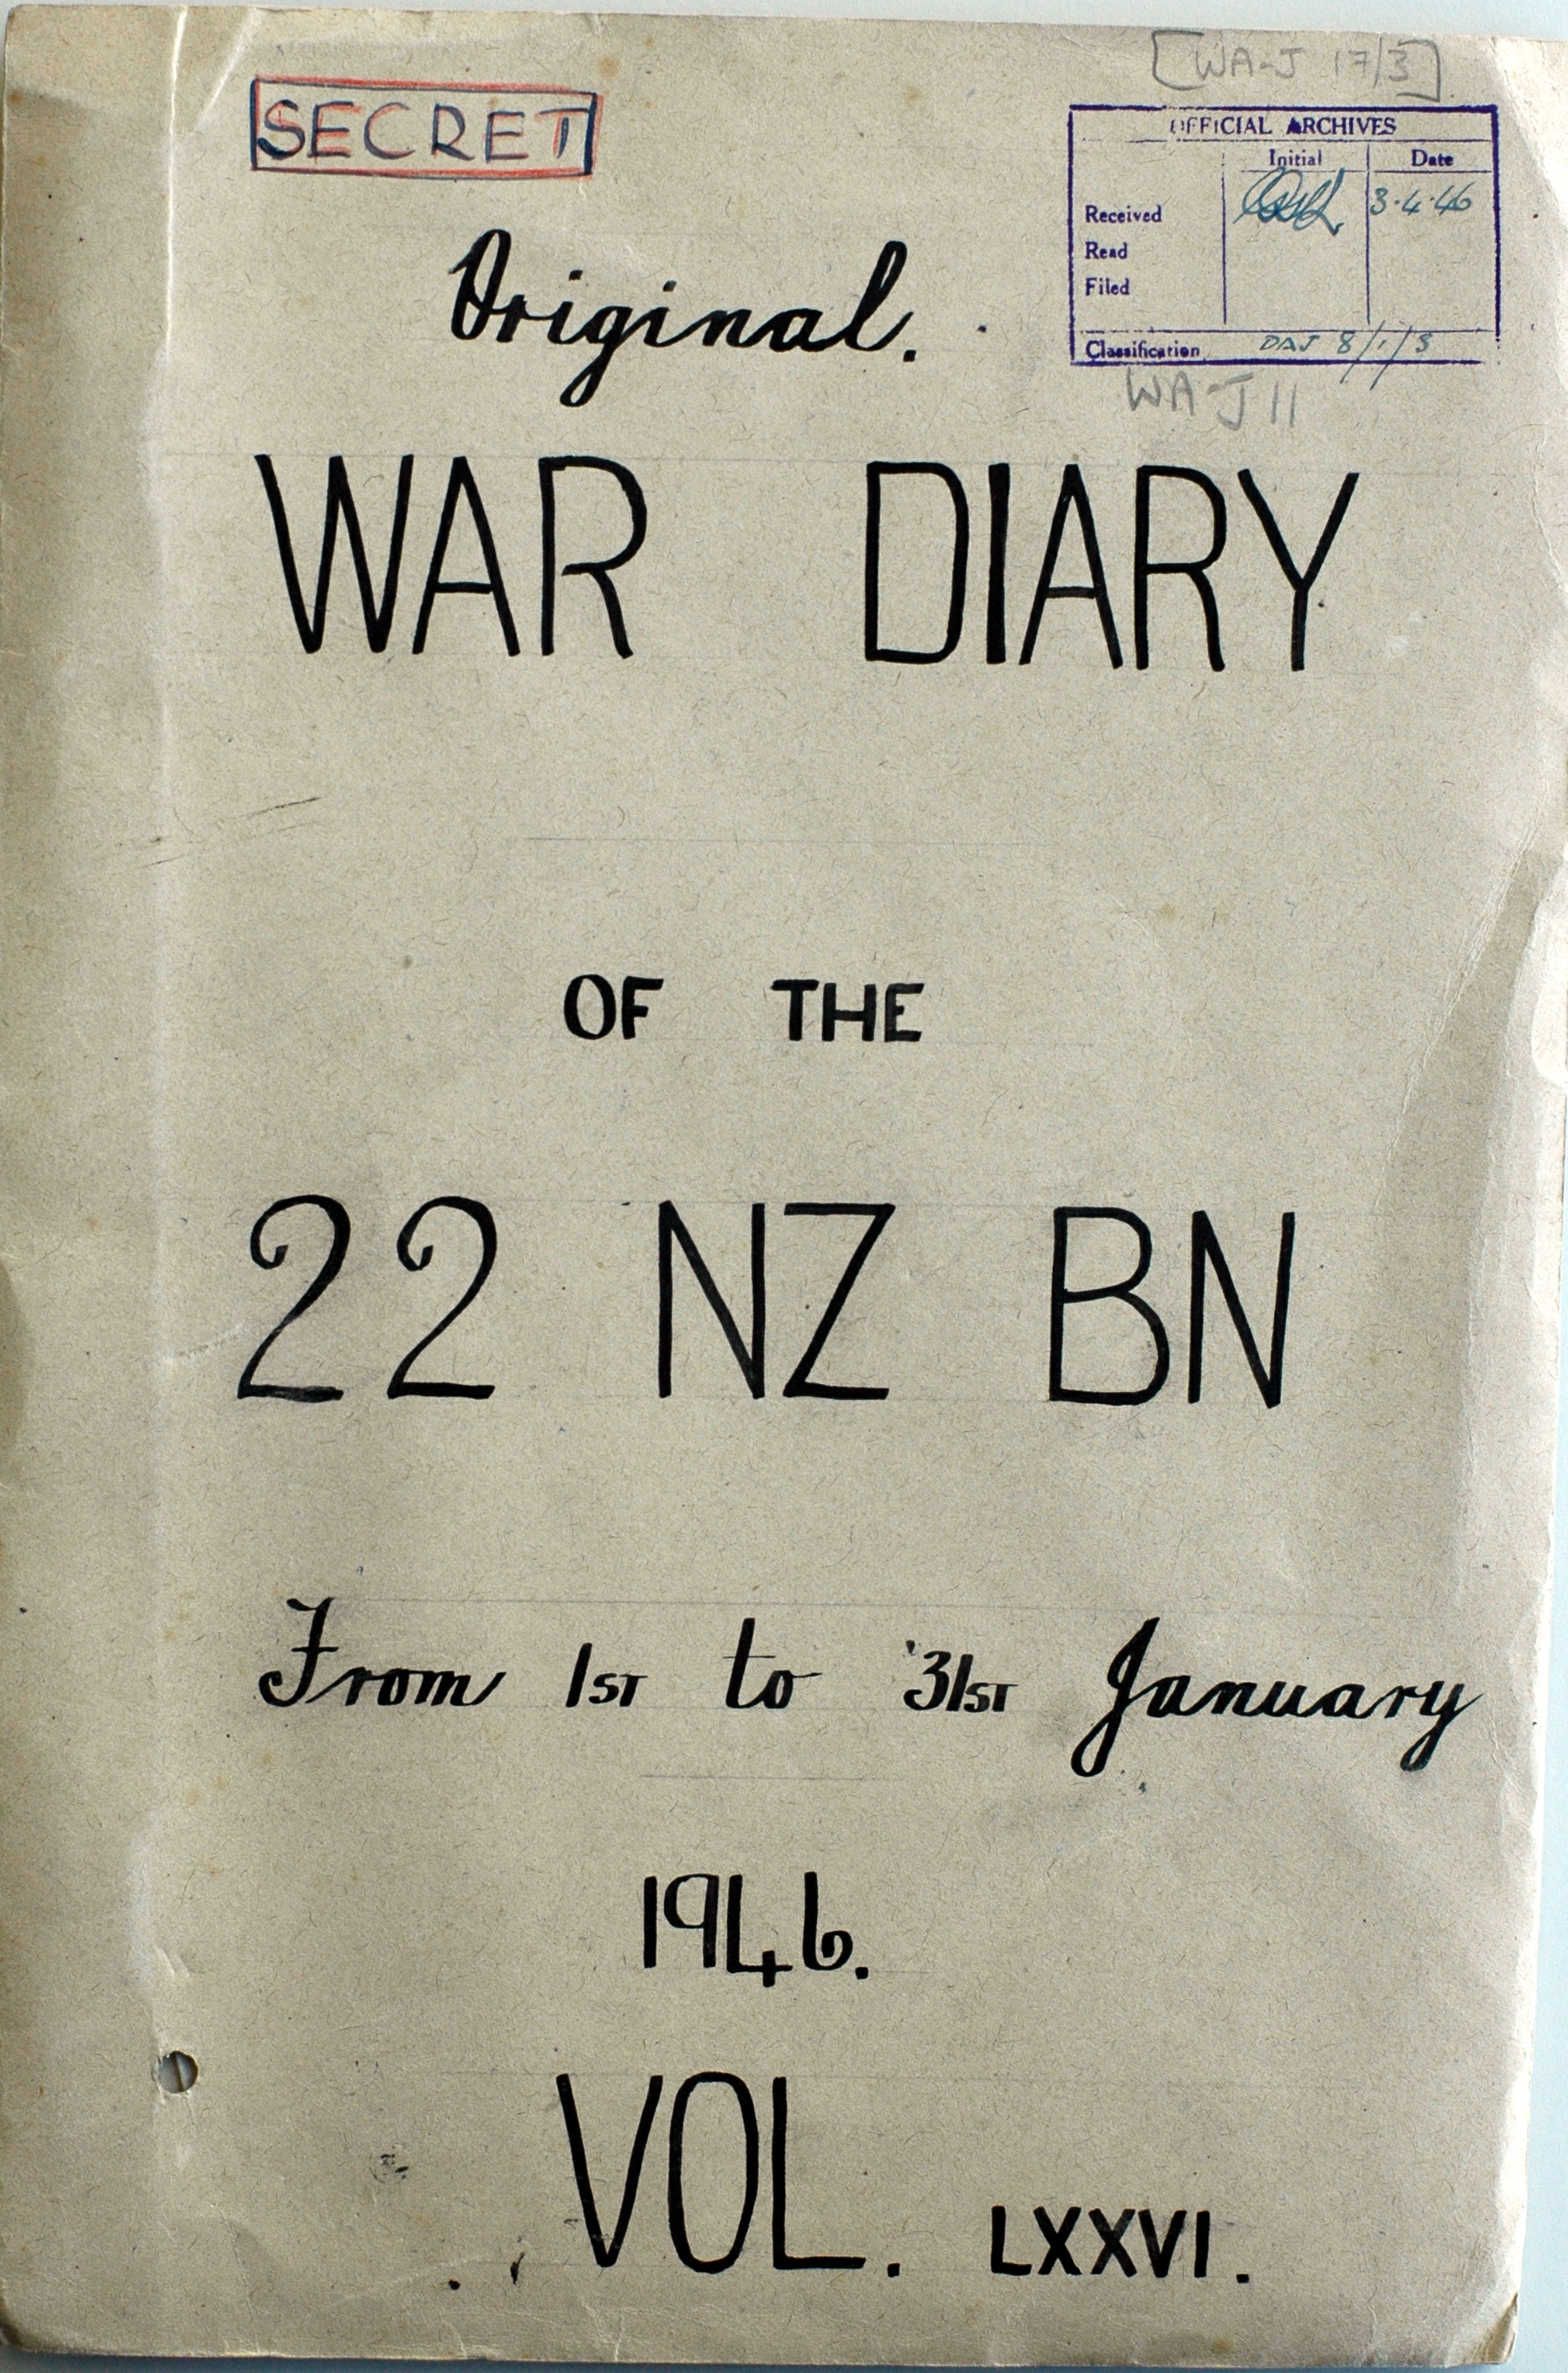 [WA-J 17/3]
SECRET
OFFICIAL ARCHIVES
Initial Date
Received 3.4.46
Read
Filed
Classification DAJ 8/1/3
WA-J 11
Original.
WAR DIARY
OF THE
22 NZ BN
From 1ST to 31ST January
1946.
VOL. LXXVI.